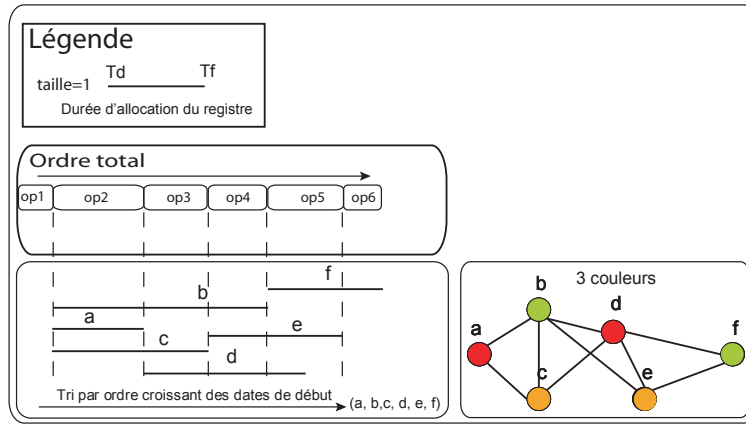 Légende
taille=1
Td
Tf
Durée d'allocation du registre
Ordre total
op1 op2 op3 op4 op5 op6
f
b
a
e
c
d
Tri par ordre croissant des dates de début (a, b,c, d, e, f)
3 couleurs
b
d
a
f
c
e